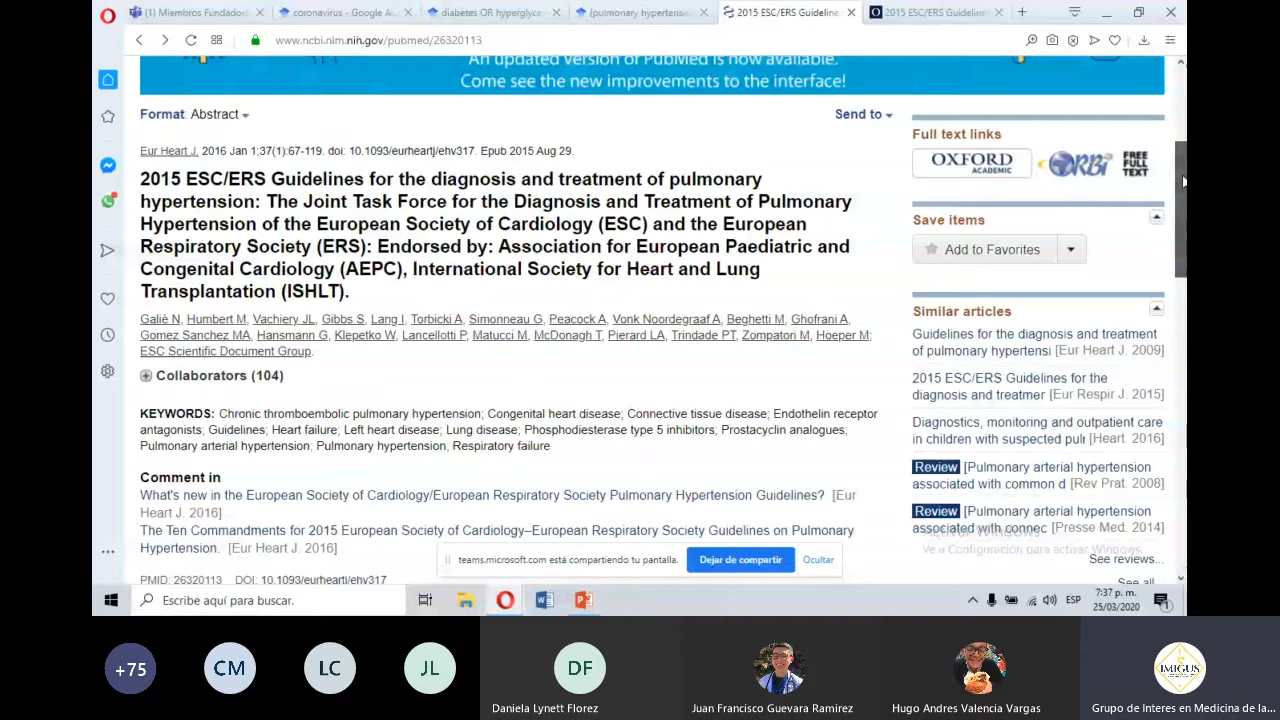 (1) Miembros Fundador
coronavirus - Google Ac
diabetes OR hyperglyce
(pulmonary hypertensio
2015 ESC/ERS Guideline
2015 ESC/ERS Guidelin
www.ncbi.nlm.nih.gov/pubmed/26320113
An updated version of PubMed is now available.
Come see the new improvements to the interface!
Format: Abstract
Send to
Eur Heart J. 2016 Jan 1;37(1):67-119. doi: 10.1093/eurheartj/ehv317. Epub 2015 Aug 29.
2015 ESC/ERS Guidelines for the diagnosis and treatment of pulmonary
hypertension: The Joint Task Force for the Diagnosis and Treatment of Pulmonary
Hypertension of the European Society of Cardiology (ESC) and the European
Respiratory Society (ERS): Endorsed by: Association for European Paediatric and
Congenital Cardiology (AEPC), International Society for Heart and Lung
Transplantation (ISHLT).
Galiè N, Humbert M, Vachiery JL, Gibbs S, Lang I, Torbicki A, Simonneau G, Peacock A, Vonk Noordegraaf A, Beghetti M, Ghofrani A,
Gomez Sanchez MA, Hansmann G, Klepetko W, Lancellotti P, Matucci M, McDonagh T, Pierard LA, Trindade PT, Zompatori M, Hoeper M;
ESC Scientific Document Group.
Collaborators (104)
KEYWORDS: Chronic thromboembolic pulmonary hypertension; Congenital heart disease; Connective tissue disease; Endothelin receptor
antagonists; Guidelines; Heart failure; Left heart disease; Lung disease; Phosphodiesterase type 5 inhibitors; Prostacyclin analogues;
Pulmonary arterial hypertension; Pulmonary hypertension; Respiratory failure
Comment in
What's new in the European Society of Cardiology/European Respiratory Society Pulmonary Hypertension Guidelines? [Eur
Heart J. 2016]
The Ten Commandments for 2015 European Society of Cardiology–European Respiratory Society Guidelines on Pulmonary
Hypertension. [Eur Heart J. 2016]
PMID: 26320113 DOI: 10.1093/eurheartj/ehv317
Full text links
OXFORD
ACADEMIC
ORBi
FREE
FULL
TEXT
Save items
Add to Favorites
Similar articles
Guidelines for the diagnosis and treatment
of pulmonary hypertensi [Eur Heart J. 2009]
2015 ESC/ERS Guidelines for the
diagnosis and treatmer [Eur Respir J. 2015]
Diagnostics, monitoring and outpatient care
in children with suspected pul [Heart. 2016]
Review [Pulmonary arterial hypertension
associated with common d [Rev Prat. 2008]
Review [Pulmonary arterial hypertension
associated with connec [Presse Med. 2014]
Activar Windows
Ve a Configuración para activar Windows.
See reviews...
See all
teams.microsoft.com está compartiendo tu pantalla.
Dejar de compartir
Ocultar
Escribe aquí para buscar.
ESP
7:37 p. m.
25/03/2020
1
+75
CM
LC
JL
DF
IMIGUS
Daniela Lynett Florez
Juan Francisco Guevara Ramirez
Hugo Andres Valencia Vargas
Grupo de Interes en Medicina de la...